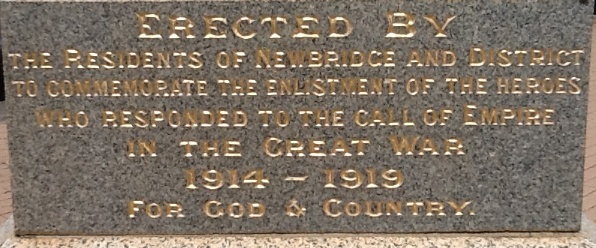 ERECTED BY
THE RESIDENTS OF NEWBRIDGE AND DISTRICT
TO COMMEMORATE THE ENLISTMENT OF THE HEROES
WHO RESPONDED TO THE CALL OF EMPIRE
IN THE GREAT WAR
1914 – 1919
FOR GOD & COUNTRY.